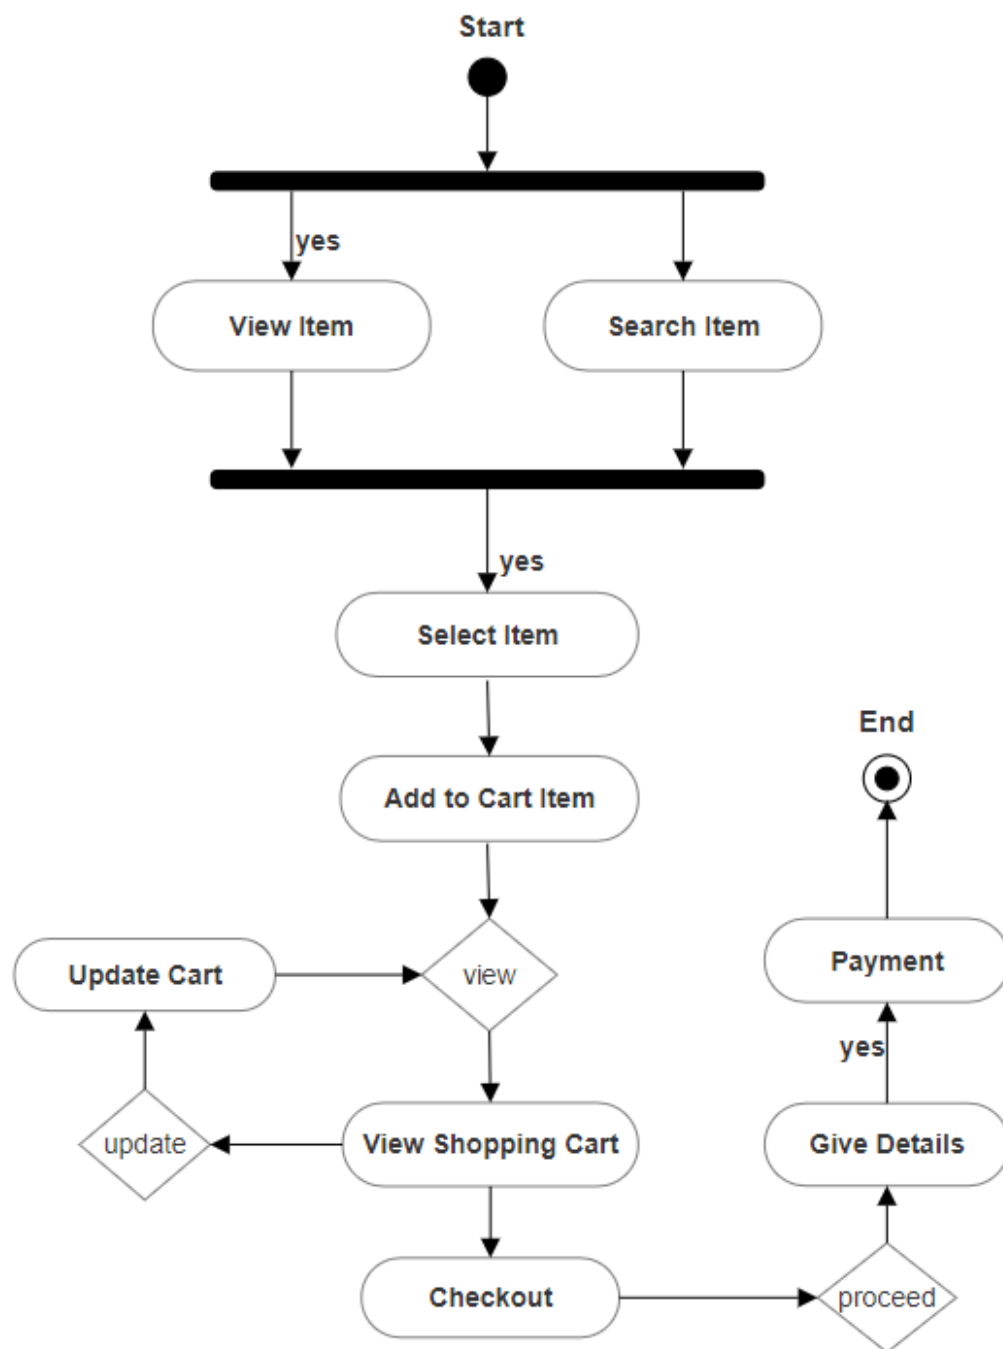 Start
yes
View Item
Search Item
yes
Select Item
Add to Cart Item
view
Update Cart
update
View Shopping Cart
Checkout
proceed
Give Details
yes
Payment
End